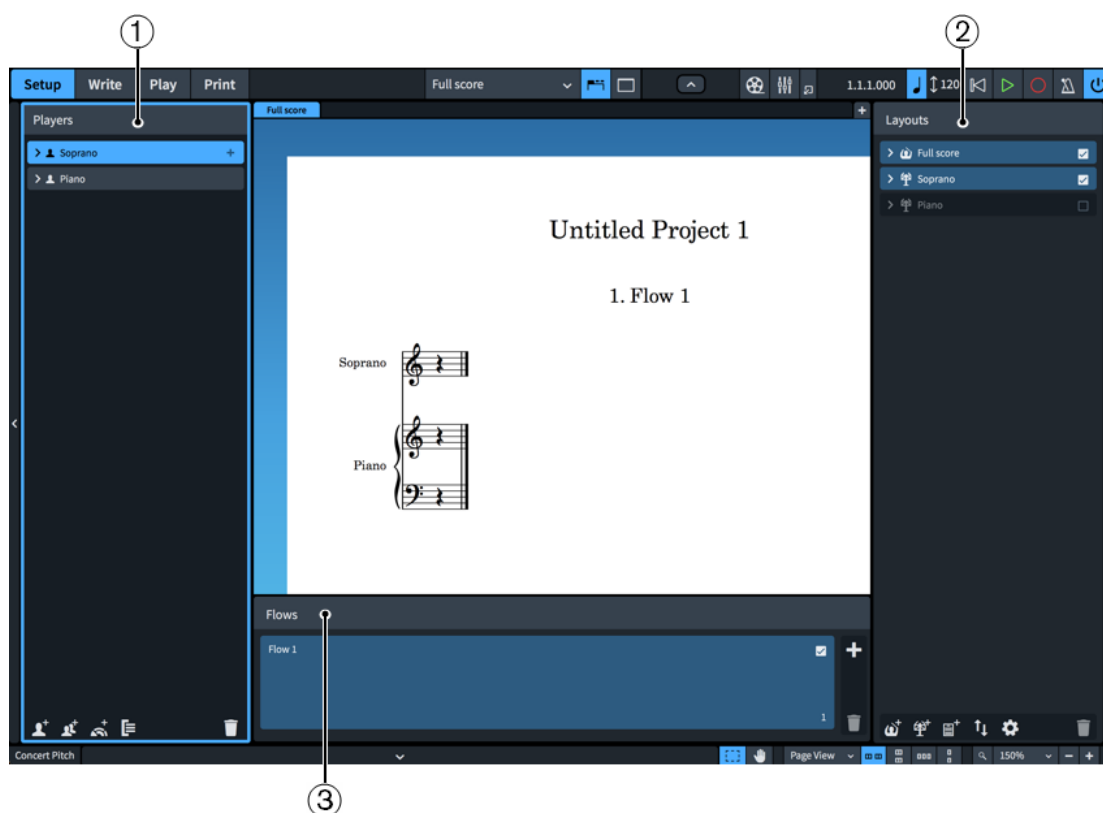 1
2
Setup Write Play Print Full score 1.1.1.000 120
Players Full score Layouts
Soprano
Piano
Full score
Soprano
Piano
Untitled Project 1
1. Flow 1
Soprano
Piano
Flows
Flow 1
1
Concert Pitch Page View 150%
3